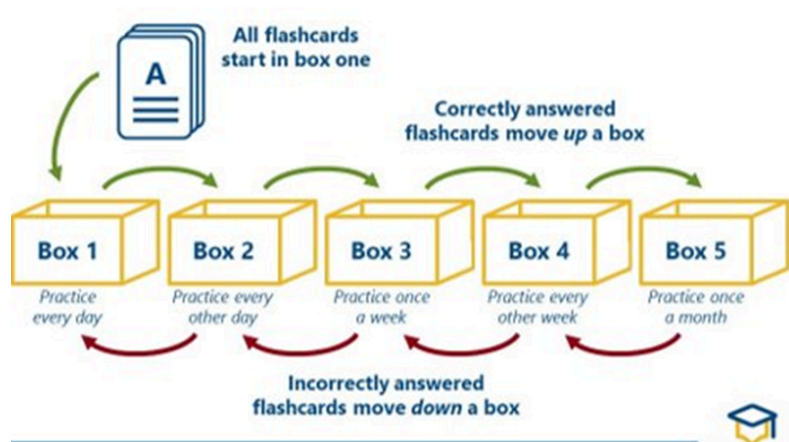 All flashcards
start in box one
A
Correctly answered
flashcards move up a box
Box 1
Box 2
Box 3
Box 4
Box 5
Practice
every day
Practice every
other day
Practice once
a week
Practice every
other week
Practice once
a month
Incorrectly answered
flashcards move down a box